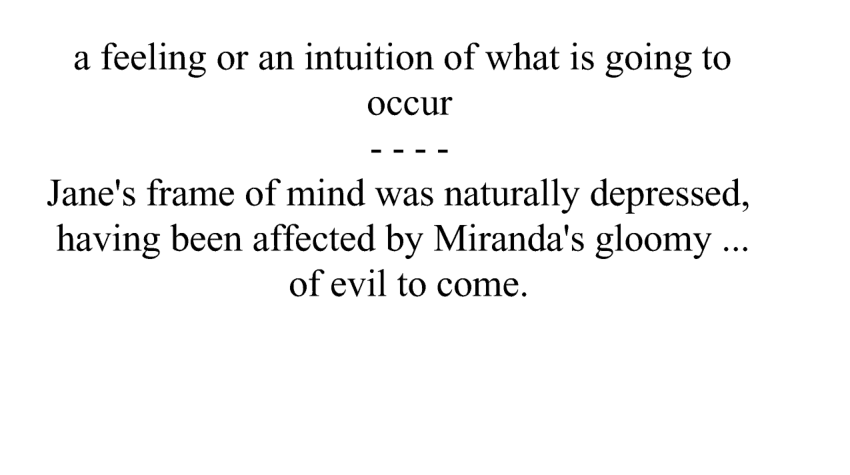 a feeling or an intuition of what is going to
occur
- - - -
Jane's frame of mind was naturally depressed,
having been affected by Miranda's gloomy ...
of evil to come.